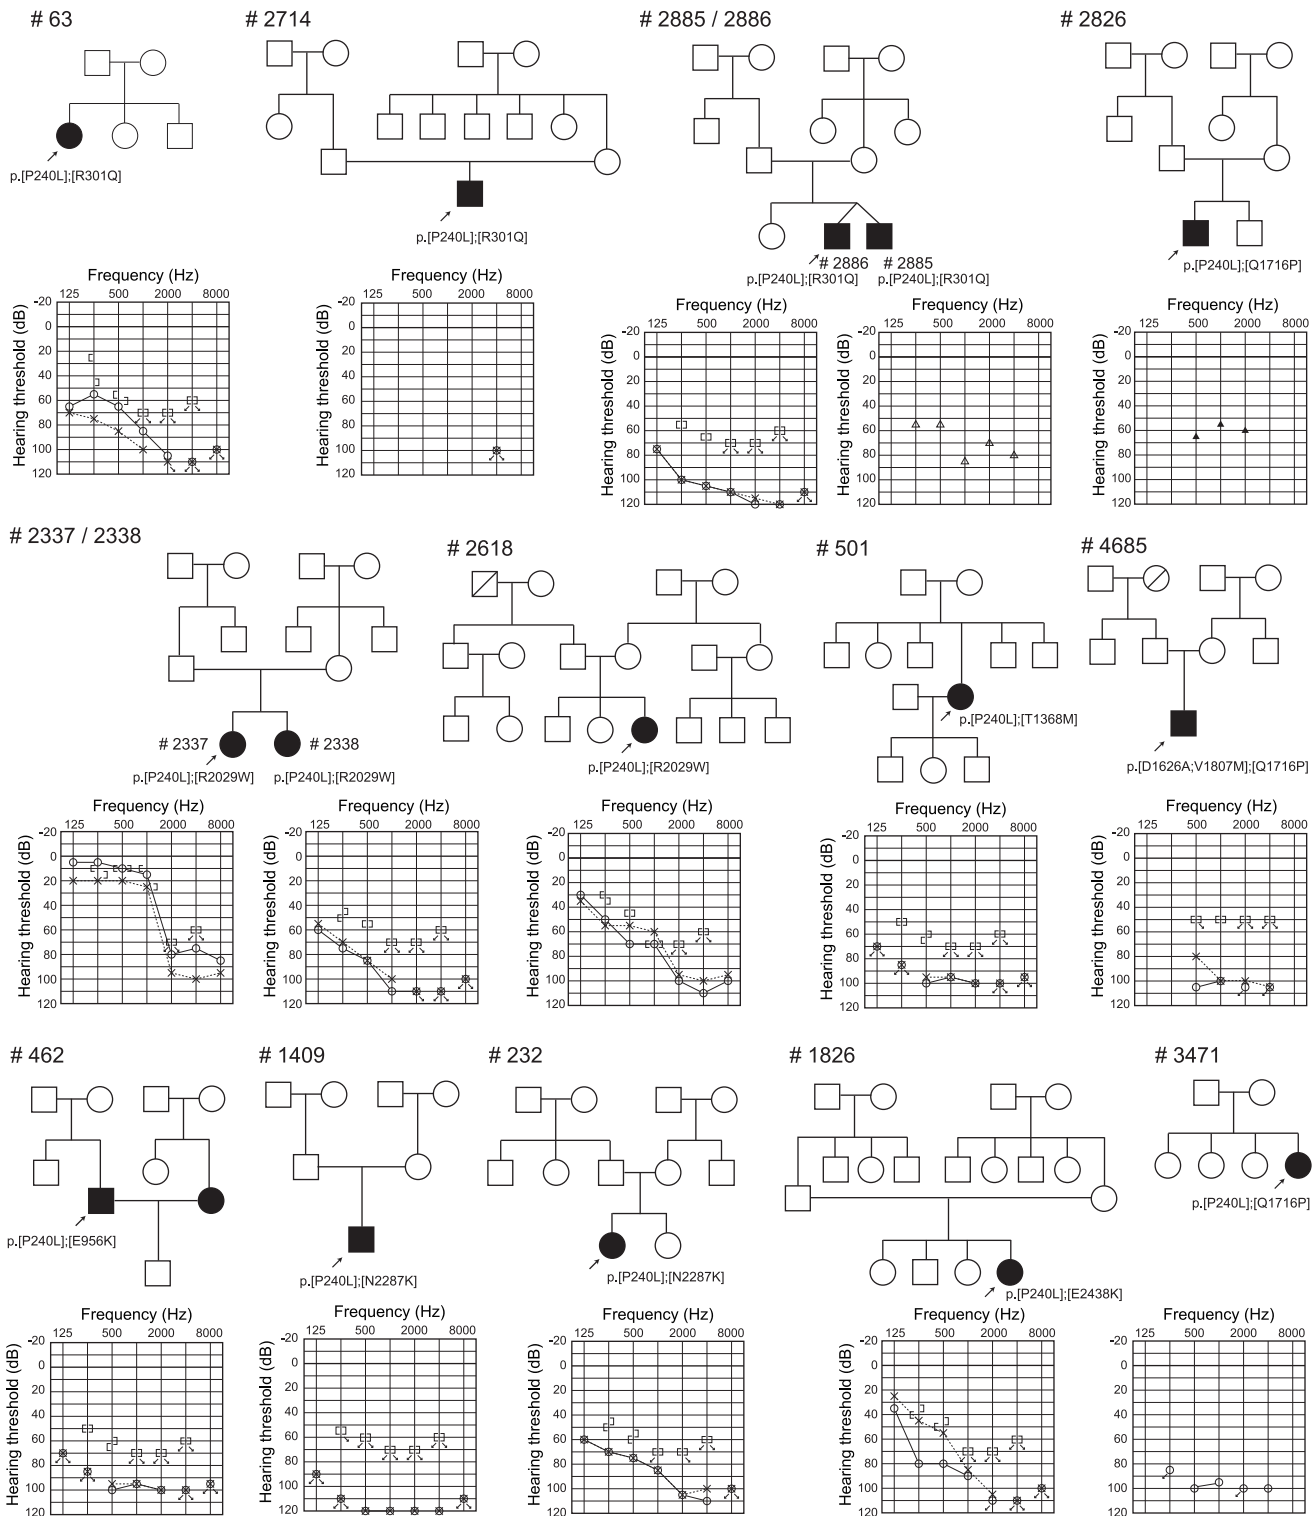 # 63
# 2714
# 2885 / 2886
# 2826
p.[P240L];[R301Q]
p.[P240L];[R301Q]
# 2886
# 2885
p.[P240L];[R301Q]
p.[P240L];[R301Q]
p.[P240L];[Q1716P]
Frequency (Hz)
125 500 2000 8000
Hearing threshold (dB)
-20
0
20
40
60
80
100
120
Frequency (Hz)
125 500 2000 8000
Hearing threshold (dB)
-20
0
20
40
60
80
100
120
Frequency (Hz)
125 500 2000 8000
Hearing threshold (dB)
-20
0
20
40
60
80
100
120
Frequency (Hz)
125 500 2000 8000
Hearing threshold (dB)
-20
0
20
40
60
80
100
120
Frequency (Hz)
125 500 2000 8000
Hearing threshold (dB)
-20
0
20
40
60
80
100
120
# 2337 / 2338
# 2618
# 501
# 4685
# 2337
# 2338
p.[P240L];[R2029W]
p.[P240L];[R2029W]
p.[P240L];[R2029W]
p.[P240L];[T1368M]
p.[D1626A;V1807M];[Q1716P]
Frequency (Hz)
125 500 2000 8000
Hearing threshold (dB)
-20
0
20
40
60
80
100
120
Frequency (Hz)
125 500 2000 8000
Hearing threshold (dB)
-20
0
20
40
60
80
100
120
Frequency (Hz)
125 500 2000 8000
Hearing threshold (dB)
-20
0
20
40
60
80
100
120
Frequency (Hz)
125 500 2000 8000
Hearing threshold (dB)
-20
0
20
40
60
80
100
120
Frequency (Hz)
125 500 2000 8000
Hearing threshold (dB)
-20
0
20
40
60
80
100
120
# 462
# 1409
# 232
# 1826
# 3471
p.[P240L];[E956K]
p.[P240L];[N2287K]
p.[P240L];[N2287K]
p.[P240L];[E2438K]
p.[P240L];[Q1716P]
Frequency (Hz)
125 500 2000 8000
Hearing threshold (dB)
-20
0
20
40
60
80
100
120
Frequency (Hz)
125 500 2000 8000
Hearing threshold (dB)
-20
0
20
40
60
80
100
120
Frequency (Hz)
125 500 2000 8000
Hearing threshold (dB)
-20
0
20
40
60
80
100
120
Frequency (Hz)
125 500 2000 8000
Hearing threshold (dB)
-20
0
20
40
60
80
100
120
Frequency (Hz)
125 500 2000 8000
Hearing threshold (dB)
-20
0
20
40
60
80
100
120